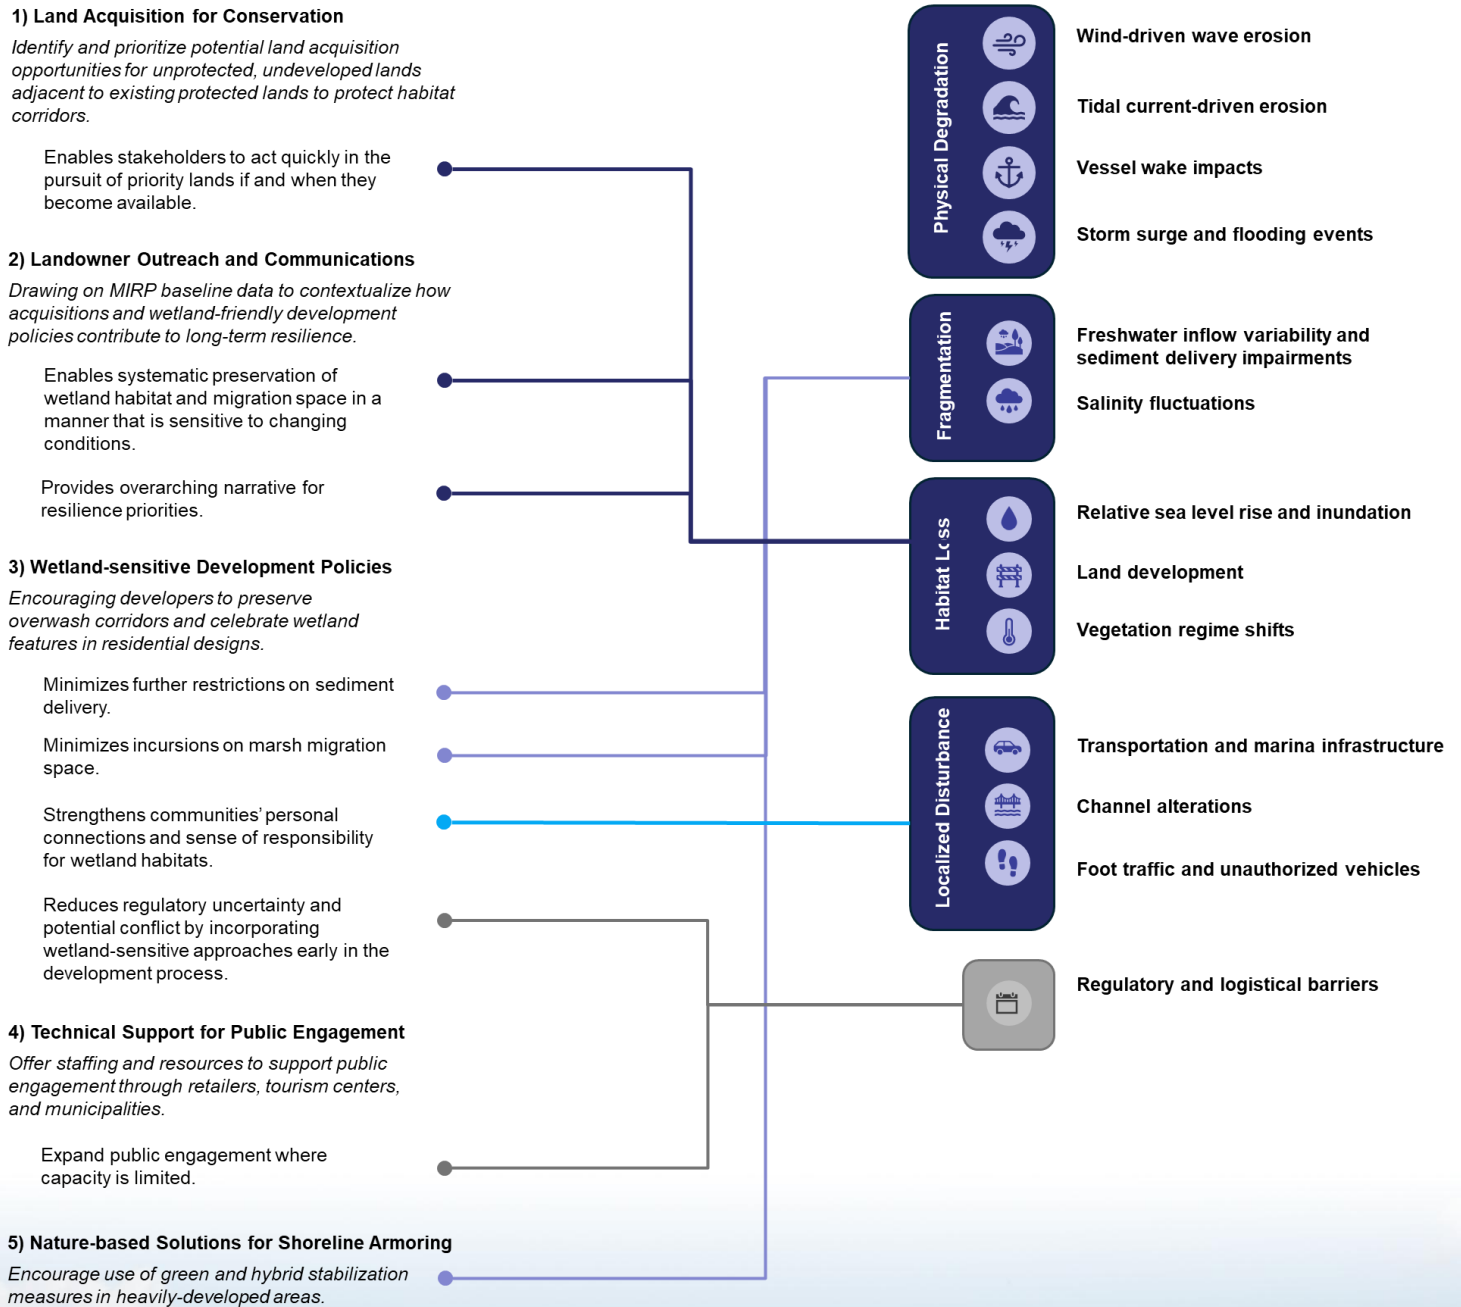 1) Land Acquisition for Conservation
Identify and prioritize potential land acquisition
opportunities for unprotected, undeveloped lands
adjacent to existing protected lands to protect habitat
corridors.
Enables stakeholders to act quickly in the
pursuit of priority lands if and when they
become available.
2) Landowner Outreach and Communications
Drawing on MIRP baseline data to contextualize how
acquisitions and wetland-friendly development
policies contribute to long-term resilience.
Enables systematic preservation of
wetland habitat and migration space in a
manner that is sensitive to changing
conditions.
Provides overarching narrative for
resilience priorities.
3) Wetland-sensitive Development Policies
Encouraging developers to preserve
overwash corridors and celebrate wetland
features in residential designs.
Minimizes further restrictions on sediment
delivery.
Minimizes incursions on marsh migration
space.
Strengthens communities' personal
connections and sense of responsibility
for wetland habitats.
Reduces regulatory uncertainty and
potential conflict by incorporating
wetland-sensitive approaches early in the
development process.
4) Technical Support for Public Engagement
Offer staffing and resources to support public
engagement through retailers, tourism centers,
and municipalities.
Expand public engagement where
capacity is limited.
5) Nature-based Solutions for Shoreline Armoring
Encourage use of green and hybrid stabilization
measures in heavily-developed areas.
Physical Degradation
Wind-driven wave erosion
Tidal current-driven erosion
Vessel wake impacts
Storm surge and flooding events
Fragmentation
Freshwater inflow variability and
sediment delivery impairments
Salinity fluctuations
Habitat Loss
Relative sea level rise and inundation
Land development
Vegetation regime shifts
Localized Disturbance
Transportation and marina infrastructure
Channel alterations
Foot traffic and unauthorized vehicles
Regulatory and logistical barriers